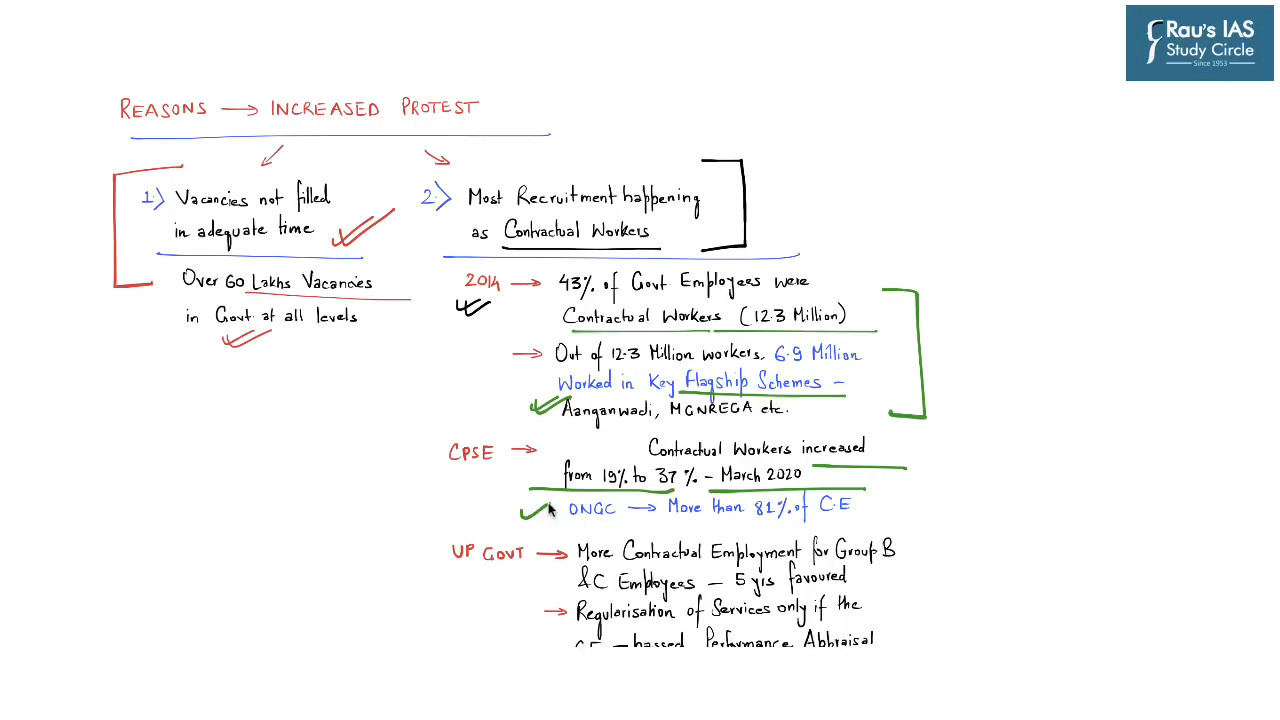 Rau's IAS
Study Circle
Since 1953
REASONS → INCREASED PROTEST
1.) Vacancies not filled
in adequate time
Over 60 Lakhs Vacancies
in Govt at all levels
2.) Most Recruitment happening
as Contractual Workers
2014 → 43% of Govt Employees were
Contractual Workers (12.3 Million)
→ Out of 12.3 Million workers, 6.9 Million
Worked in Key Flagship Schemes –
Aanganwadi, MGNREGA etc.
CPSE → Contractual Workers increased
from 19% to 37 % – March 2020
ONGC → More than 81% of C.E
UP GOVT → More Contractual Employment for Group B
& C Employees – 5 yrs favoured
→ Regularisation of Services only if the
Performance Appraisal